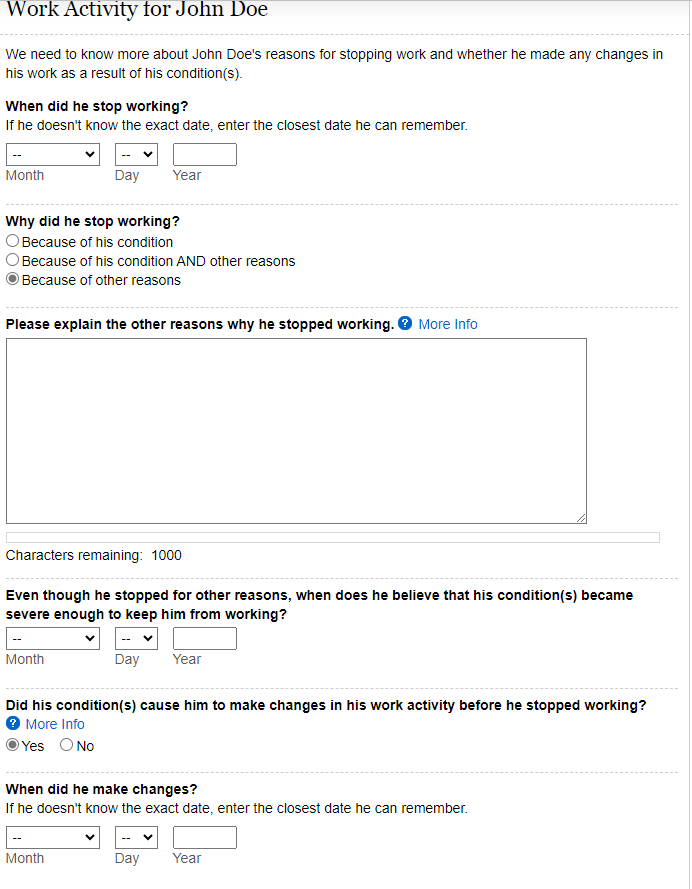 Work Activity for John Doe
We need to know more about John Doe's reasons for stopping work and whether he made any changes in
his work as a result of his condition(s).
When did he stop working?
If he doesn't know the exact date, enter the closest date he can remember.
-- --
Month Day Year
Why did he stop working?
Because of his condition
Because of his condition AND other reasons
Because of other reasons
Please explain the other reasons why he stopped working. ? More Info
Characters remaining: 1000
Even though he stopped for other reasons, when does he believe that his condition(s) became
severe enough to keep him from working?
-- --
Month Day Year
Did his condition(s) cause him to make changes in his work activity before he stopped working?
? More Info
Yes No
When did he make changes?
If he doesn't know the exact date, enter the closest date he can remember.
-- --
Month Day Year